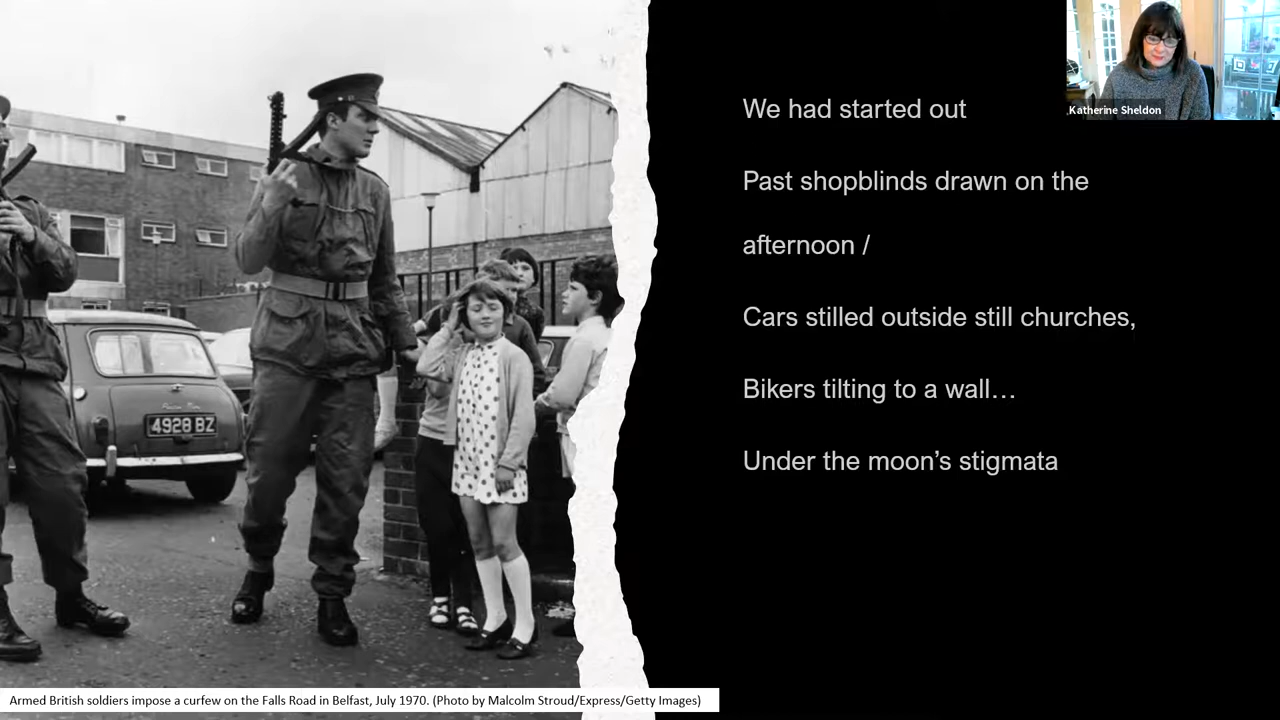 We had started out
Past shopblinds drawn on the
afternoon /
Cars stilled outside still churches,
Bikers tilting to a wall…
Under the moon’s stigmata
Katherine Sheldon
4928 BZ
Armed British soldiers impose a curfew on the Falls Road in Belfast, July 1970. (Photo by Malcolm Stroud/Express/Getty Images)